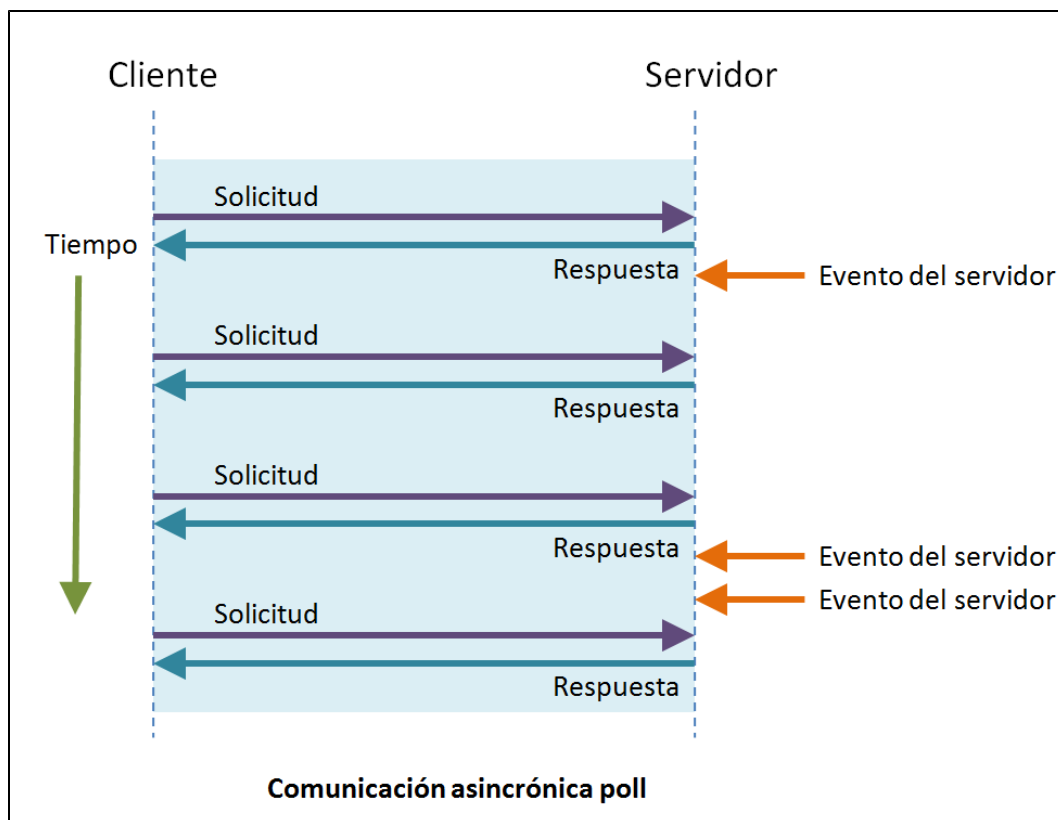 Cliente
Servidor
Solicitud
Tiempo
Respuesta
Evento del servidor
Solicitud
Respuesta
Solicitud
Respuesta
Evento del servidor
Evento del servidor
Solicitud
Respuesta
Comunicación asincrónica poll